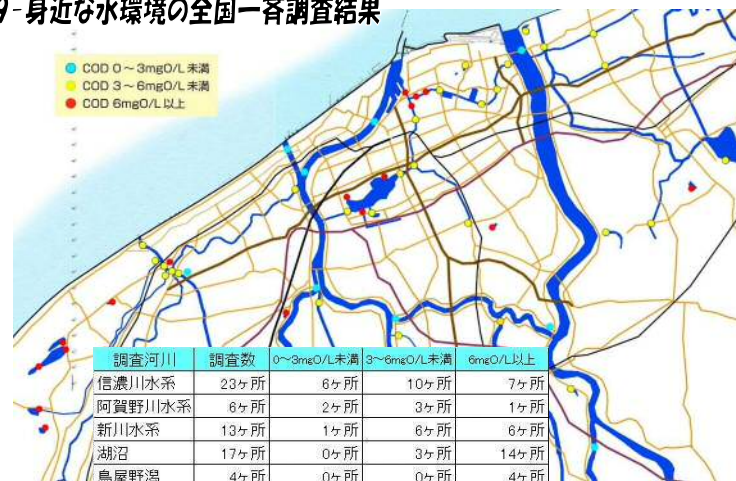 9-身近な水環境の全国一斉調査結果
COD 0～3mgO/L未満
COD 3～6mgO/L未満
COD 6mgO/L以上
調査河川 調査数 0～3mgO/L未満 3～6mgO/L未満 6mgO/L以上
信濃川水系 23ヶ所 6ヶ所 10ヶ所 7ヶ所
阿賀野川水系 6ヶ所 2ヶ所 3ヶ所 1ヶ所
新川水系 13ヶ所 1ヶ所 6ヶ所 6ヶ所
湖沼 17ヶ所 0ヶ所 3ヶ所 14ヶ所
鳥屋野潟 4ヶ所 0ヶ所 0ヶ所 4ヶ所